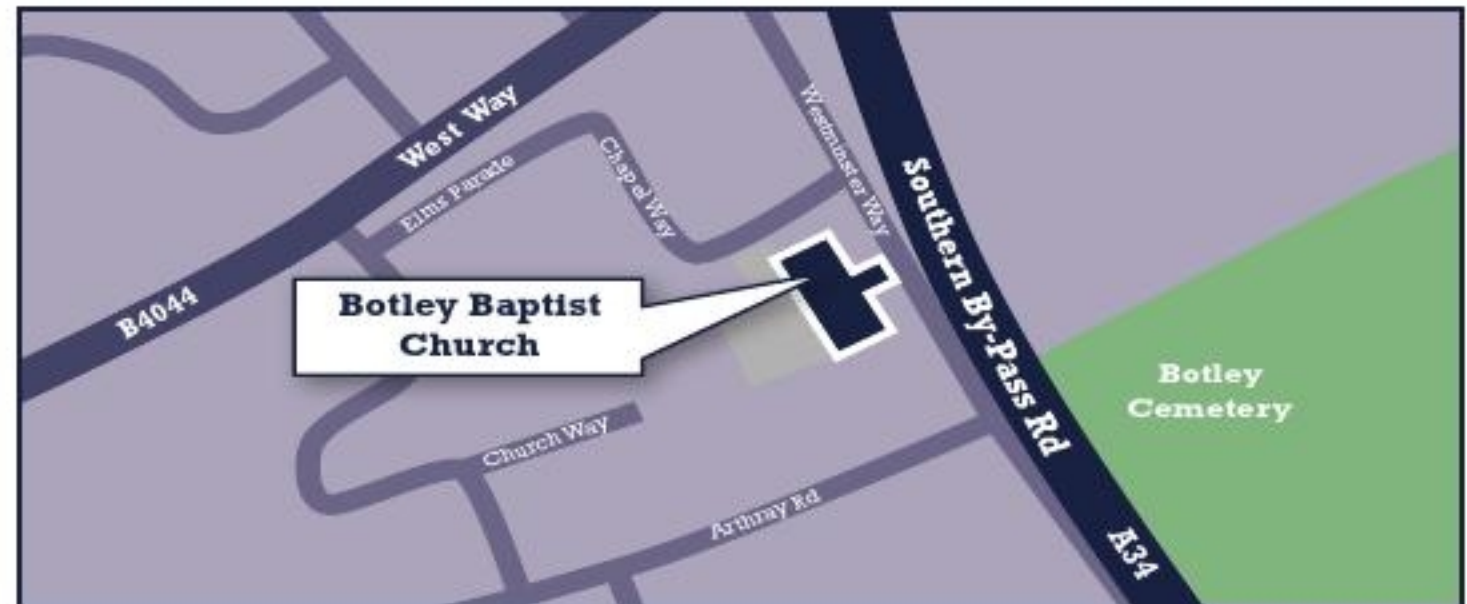 West Way
Elms Parade
Chapel Way
Westminster Way
Southern By-Pass Rd
B4044
Botley Baptist
Church
Botley
Cemetery
Church Way
Arthray Rd
A34